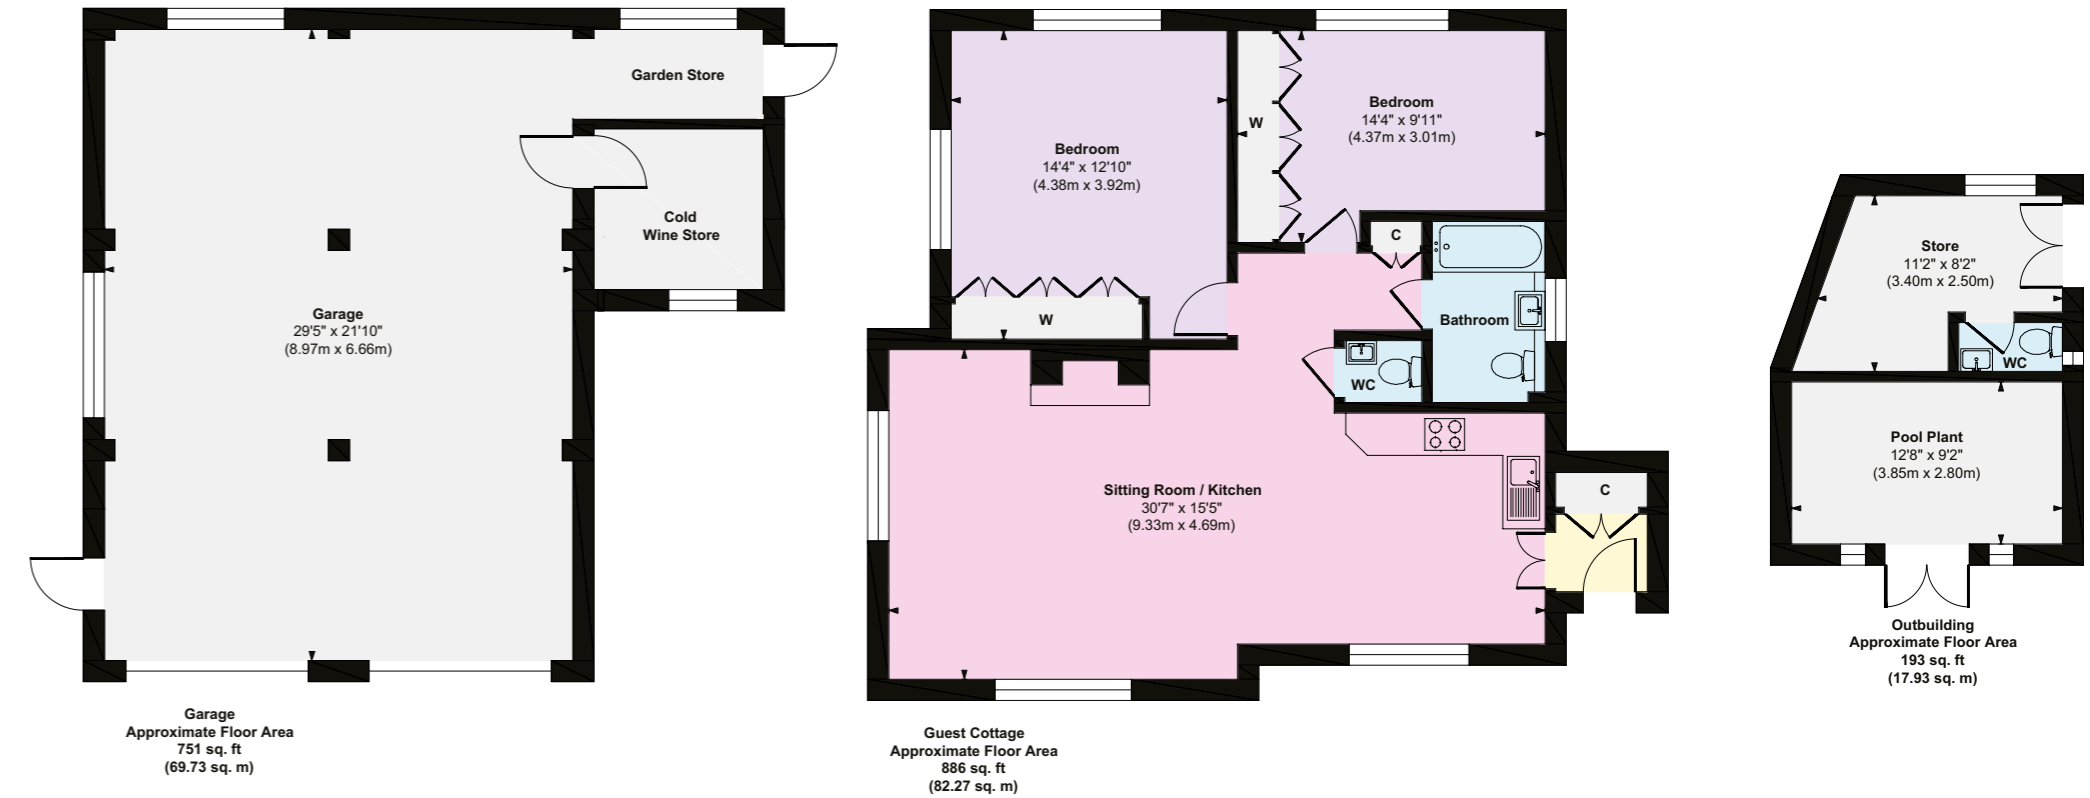 Garden Store
Cold
Wine Store
Garage
29'5" x 21'10"
(8.97m x 6.66m)
Garage
Approximate Floor Area
751 sq. ft
(69.73 sq. m)
Bedroom
14'4" x 12'10"
(4.38m x 3.92m)
W
W
Bedroom
14'4" x 9'11"
(4.37m x 3.01m)
C
Bathroom
WC
Sitting Room / Kitchen
30'7" x 15'5"
(9.33m x 4.69m)
C
Guest Cottage
Approximate Floor Area
886 sq. ft
(82.27 sq. m)
Store
11'2" x 8'2"
(3.40m x 2.50m)
WC
Pool Plant
12'8" x 9'2"
(3.85m x 2.80m)
Outbuilding
Approximate Floor Area
193 sq. ft
(17.93 sq. m)